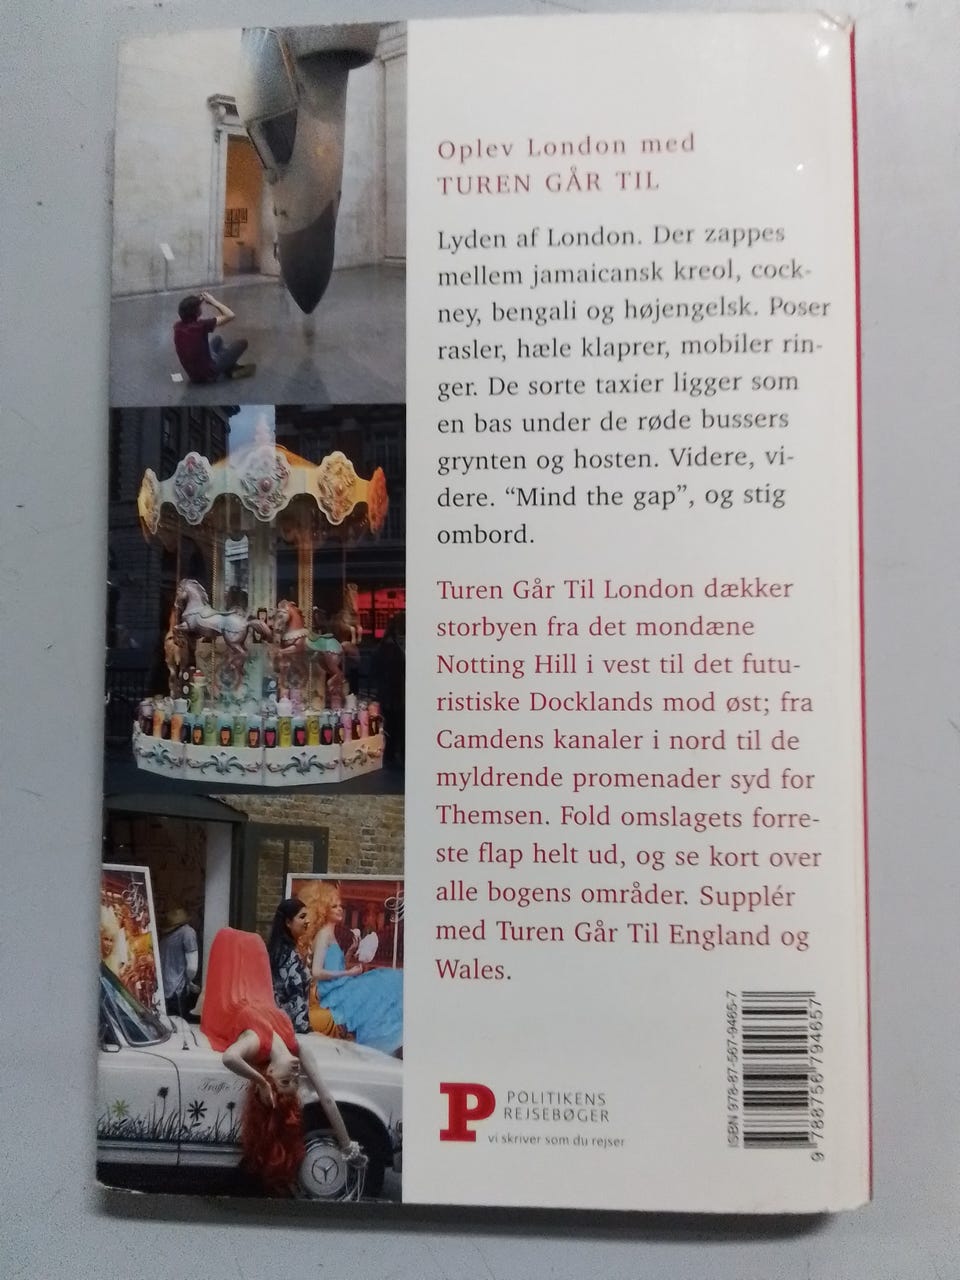 Oplev London med
TUREN GÅR TIL
Lyden af London. Der zappes
mellem jamaicansk kreol, cock-
ney, bengali og højengelsk. Poser
rasler, hæle klaprer, mobiler rin-
ger. De sorte taxier ligger som
en bas under de røde bussers
grynten og hosten. Videre, vi-
dere. “Mind the gap”, og stig
ombord.
Turen Går Til London dækker
storbyen fra det mondæne
Notting Hill i vest til det futu-
ristiske Docklands mod øst; fra
Camdens kanaler i nord til de
myldrende promenader syd for
Themsen. Fold omslagets forre-
ste flap helt ud, og se kort over
alle bogens områder. Supplér
med Turen Går Til England og
Wales.
P
POLITIKENS
REJSEBØGER
vi skriver som du rejser
ISBN 978-87-567-9465-7
9 788756 794657